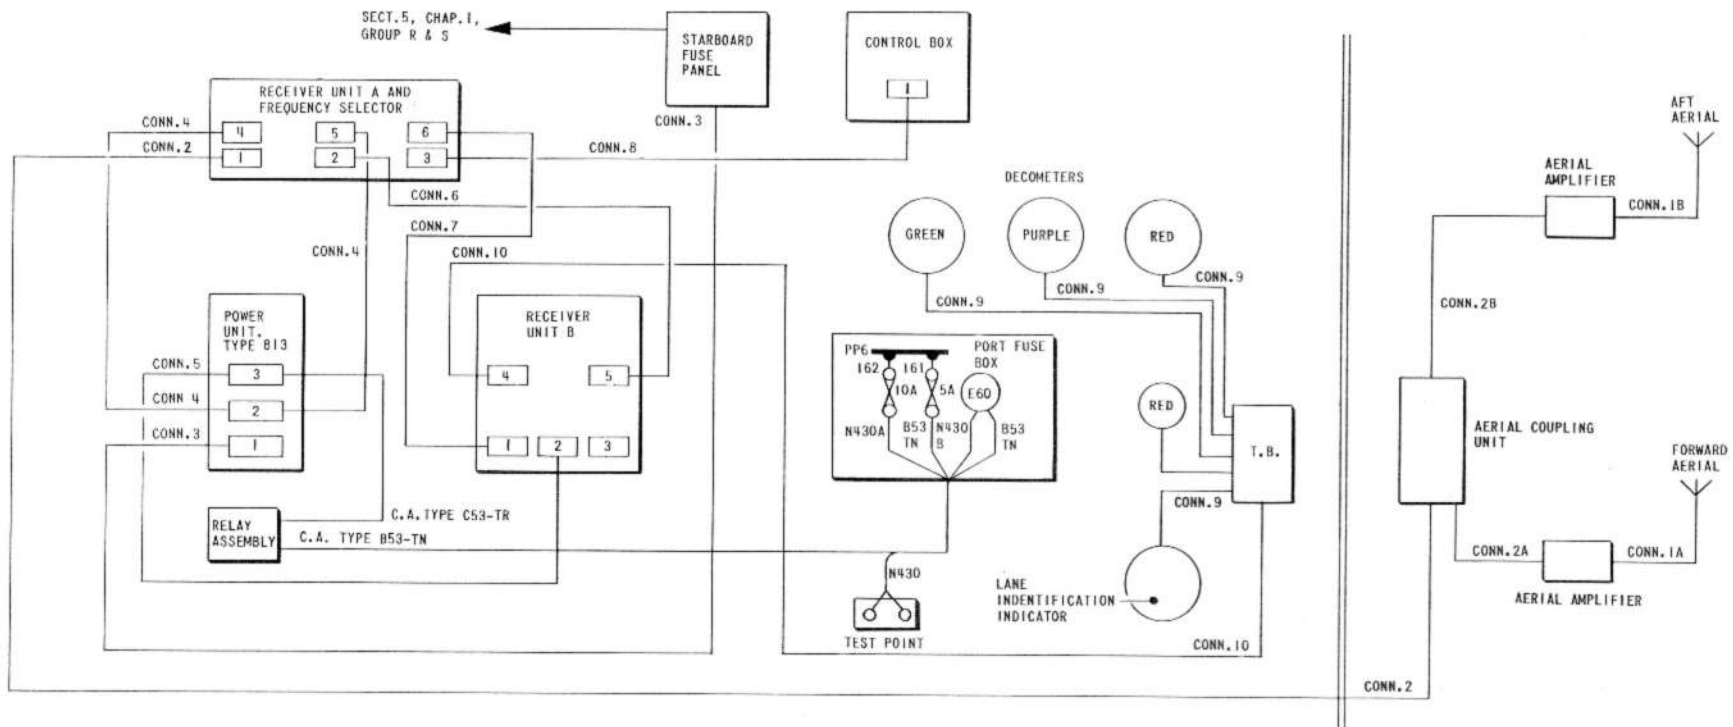 SECT.5, CHAP.1,
GROUP R & S
STARBOARD
FUSE
PANEL
CONTROL BOX
1
RECEIVER UNIT A AND
FREQUENCY SELECTOR
CONN.4
CONN.2
4
5
6
1
2
3
CONN.3
CONN.8
CONN.6
CONN.7
CONN.10
CONN.4
AFT
AERIAL
AERIAL
AMPLIFIER
CONN.1B
DECOMETERS
GREEN
PURPLE
RED
CONN.9
CONN.9
CONN.9
CONN.2B
POWER
UNIT.
TYPE 813
CONN.5
3
CONN 4
2
CONN.3
1
RECEIVER
UNIT B
4
5
1
2
3
PP6
PORT FUSE
BOX
162
161
10A
5A
E60
N430A
B53
TN
N430
B
B53
TN
RED
T.B.
CONN.9
AERIAL COUPLING
UNIT
FORWARD
AERIAL
CONN.2A
CONN.1A
AERIAL AMPLIFIER
RELAY
ASSEMBLY
C.A.TYPE C53-TR
C.A. TYPE B53-TN
N430
TEST POINT
LANE
INDENTIFICATION
INDICATOR
CONN.10
CONN.2